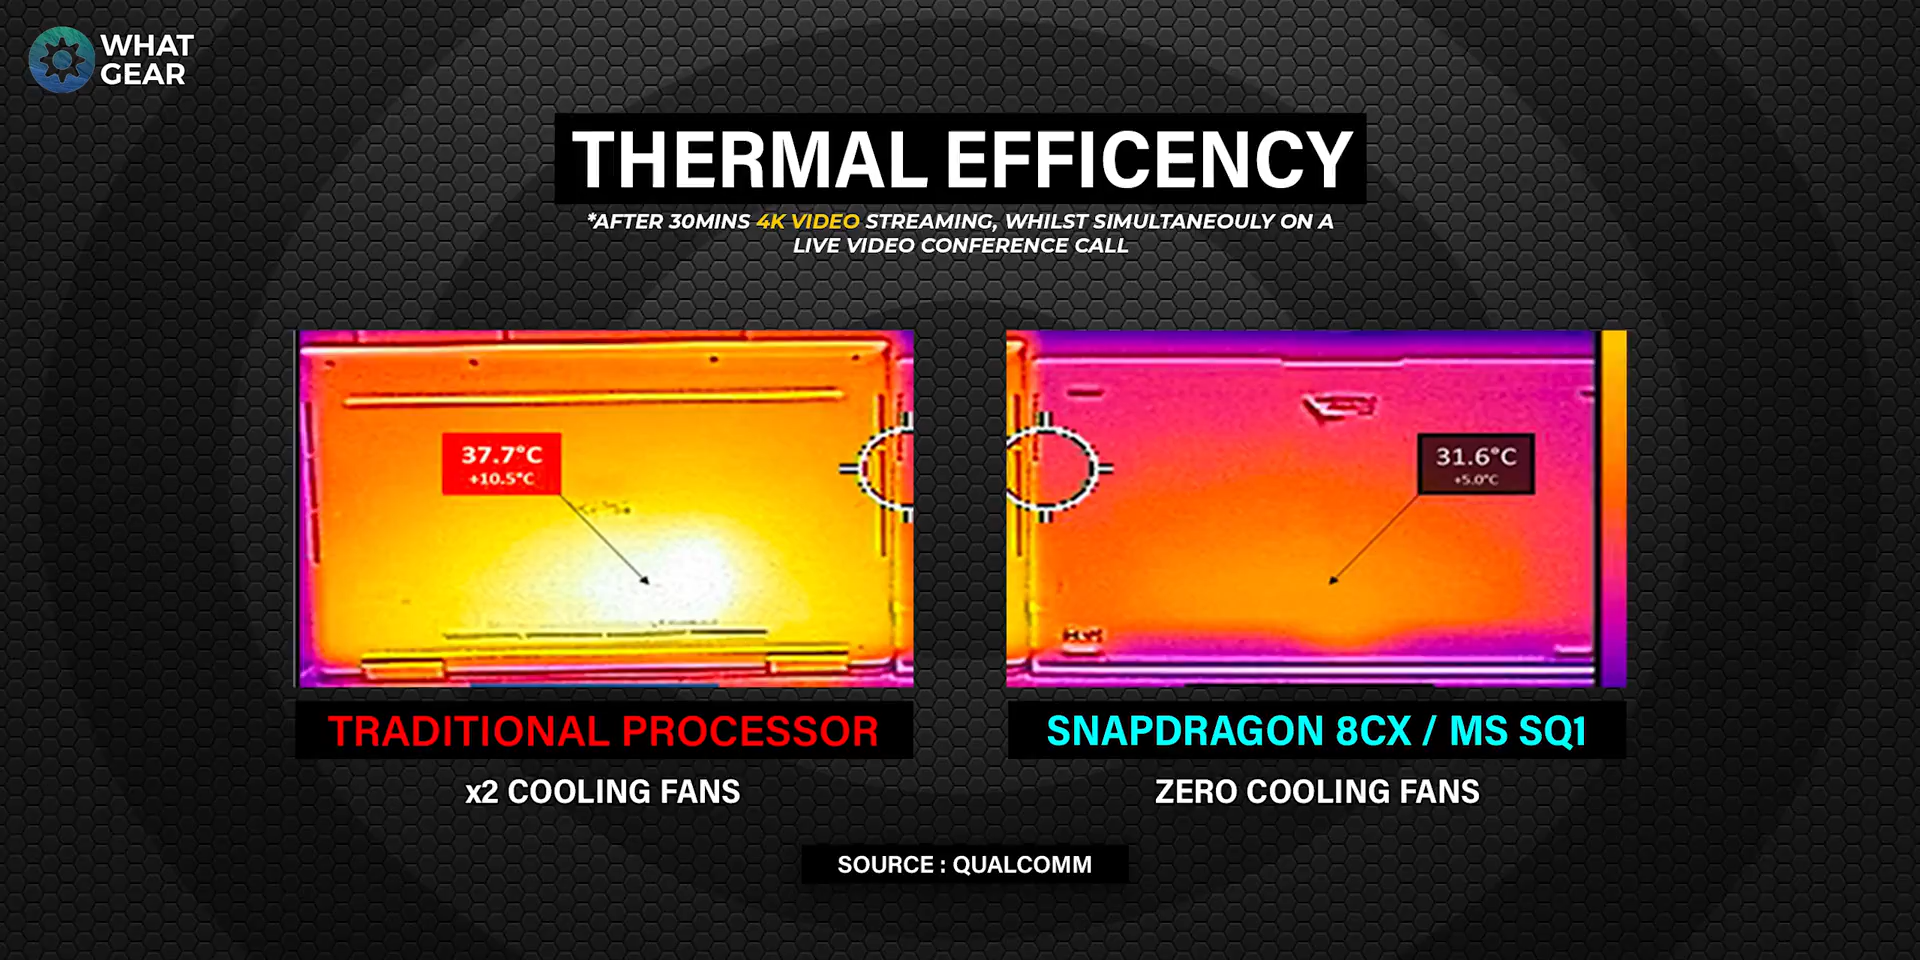 WHAT
GEAR
THERMAL EFFICENCY
*AFTER 30MINS 4K VIDEO STREAMING, WHILST SIMULTANEOULY ON A
LIVE VIDEO CONFERENCE CALL
37.7°C
+10.5°C
31.6°C
+5.0°C
TRADITIONAL PROCESSOR
SNAPDRAGON 8CX / MS SQ1
x2 COOLING FANS
ZERO COOLING FANS
SOURCE : QUALCOMM